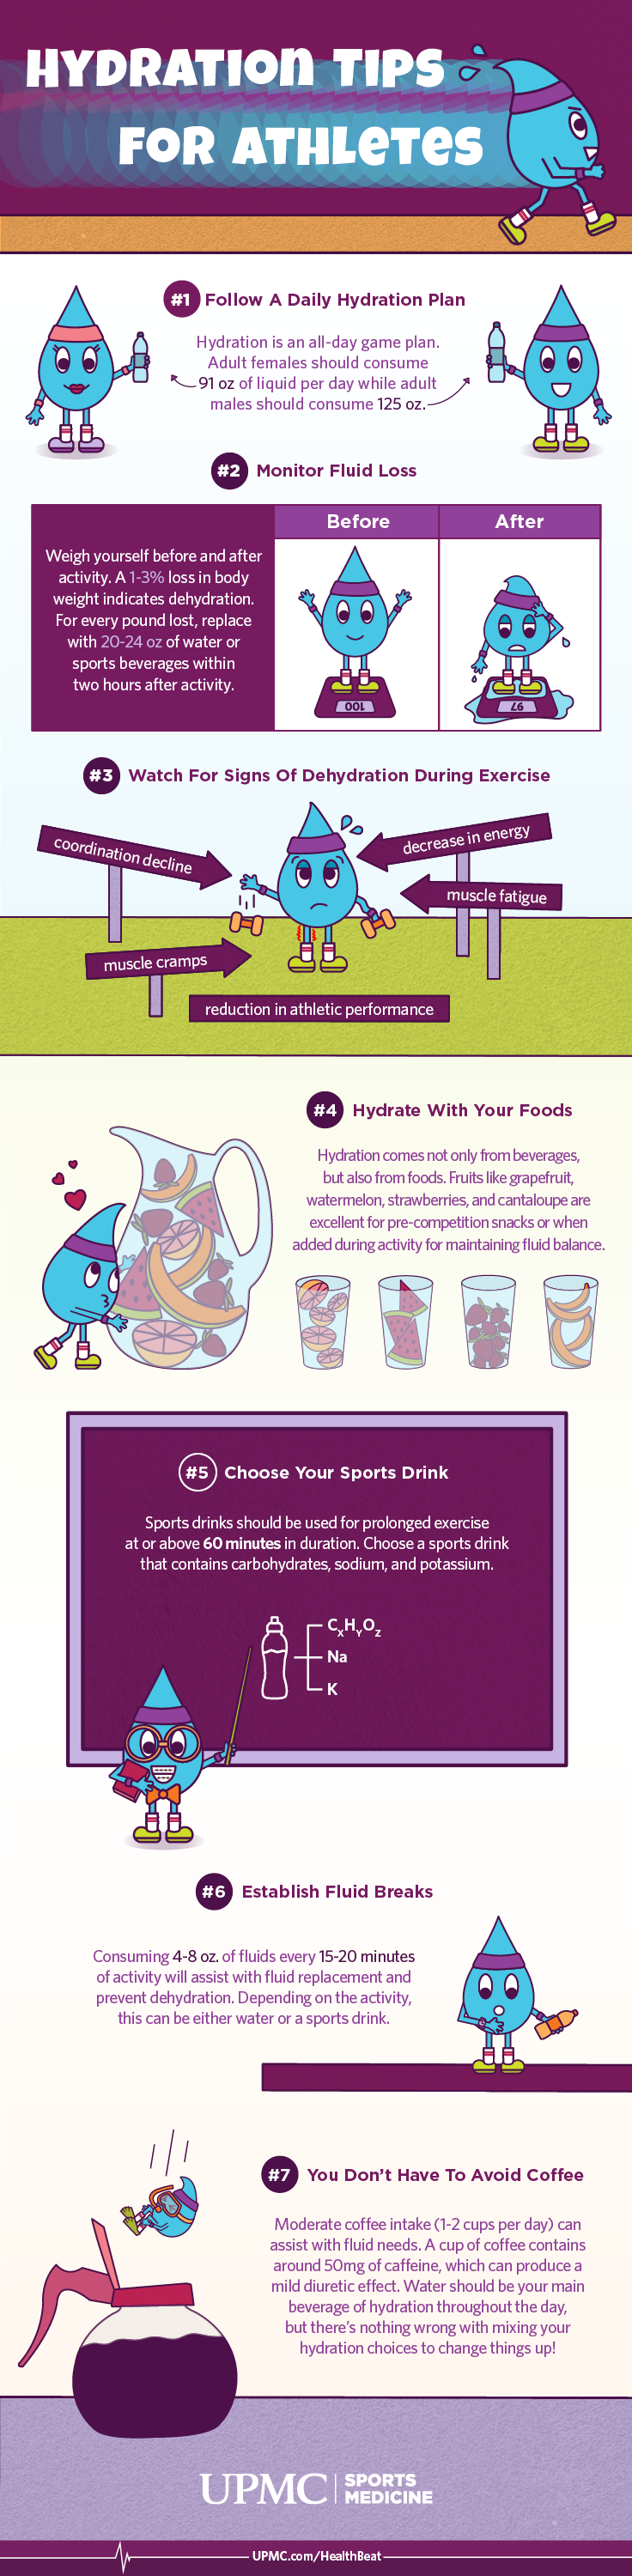 HYDRATION TIPS
FOR ATHLETES
#1 Follow A Daily Hydration Plan
Hydration is an all-day game plan.
Adult females should consume
91 oz of liquid per day while adult
males should consume 125 oz.
#2 Monitor Fluid Loss
Weigh yourself before and after
activity. A 1-3% loss in body
weight indicates dehydration.
For every pound lost, replace
with 20-24 oz of water or
sports beverages within
two hours after activity.
Before
After
100
97
#3 Watch For Signs Of Dehydration During Exercise
coordination decline
decrease in energy
muscle fatigue
muscle cramps
reduction in athletic performance
#4 Hydrate With Your Foods
Hydration comes not only from beverages,
but also from foods. Fruits like grapefruit,
watermelon, strawberries, and cantaloupe are
excellent for pre-competition snacks or when
added during activity for maintaining fluid balance.
#5 Choose Your Sports Drink
Sports drinks should be used for prolonged exercise
at or above 60 minutes in duration. Choose a sports drink
that contains carbohydrates, sodium, and potassium.
CXHYOZ
Na
K
#6 Establish Fluid Breaks
Consuming 4-8 oz. of fluids every 15-20 minutes
of activity will assist with fluid replacement and
prevent dehydration. Depending on the activity,
this can be either water or a sports drink.
#7 You Don't Have To Avoid Coffee
Moderate coffee intake (1-2 cups per day) can
assist with fluid needs. A cup of coffee contains
around 50mg of caffeine, which can produce a
mild diuretic effect. Water should be your main
beverage of hydration throughout the day,
but there's nothing wrong with mixing your
hydration choices to change things up!
UPMC | SPORTS
MEDICINE
UPMC.com/HealthBeat